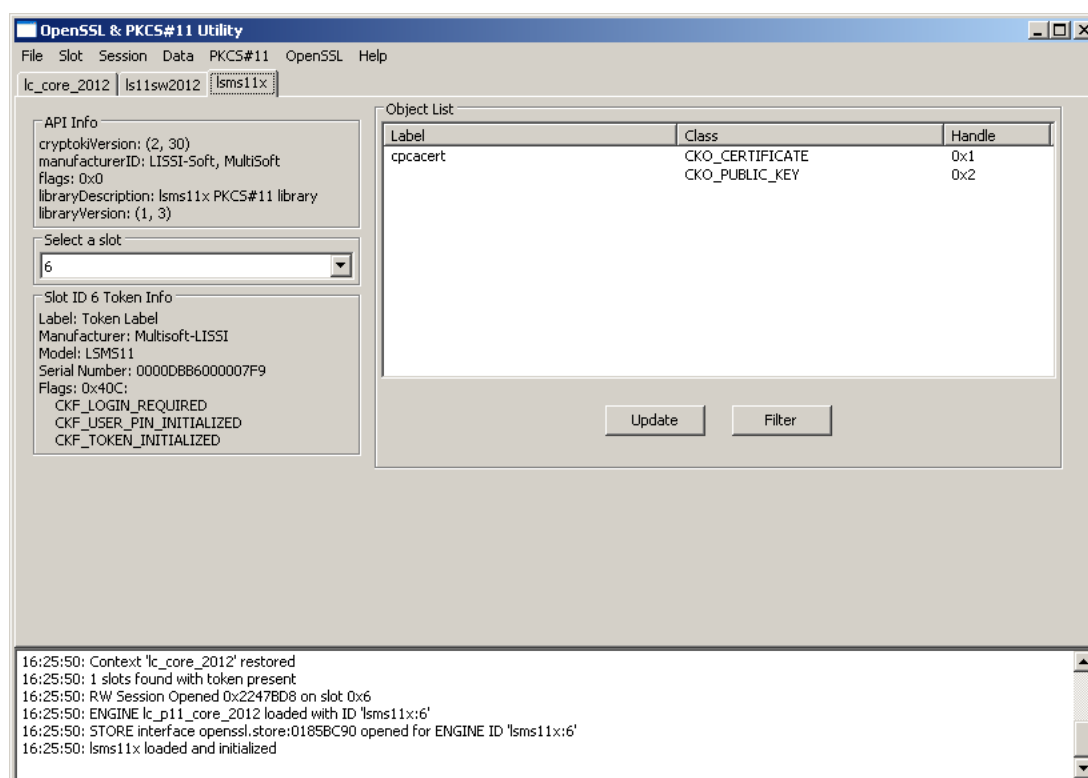 OpenSSL & PKCS#11 Utility
File Slot Session Data PKCS#11 OpenSSL Help
lc_core_2012 ls11sw2012 lsms11x
API Info
cryptokiVersion: (2, 30)
manufacturerID: LISSI-Soft, MultiSoft
flags: 0x0
libraryDescription: lsms11x PKCS#11 library
libraryVersion: (1, 3)
Select a slot
6
Slot ID 6 Token Info
Label: Token Label
Manufacturer: Multisoft-LISSI
Model: LSMS11
Serial Number: 0000DBB6000007F9
Flags: 0x40C:
CKF_LOGIN_REQUIRED
CKF_USER_PIN_INITIALIZED
CKF_TOKEN_INITIALIZED
Object List
Label Class Handle
cpcacert CKO_CERTIFICATE 0x1
CKO_PUBLIC_KEY 0x2
Update Filter
16:25:50: Context 'lc_core_2012' restored
16:25:50: 1 slots found with token present
16:25:50: RW Session Opened 0x2247BD8 on slot 0x6
16:25:50: ENGINE lc_p11_core_2012 loaded with ID 'lsms11x:6'
16:25:50: STORE interface openssl.store:0185BC90 opened for ENGINE ID 'lsms11x:6'
16:25:50: lsms11x loaded and initialized